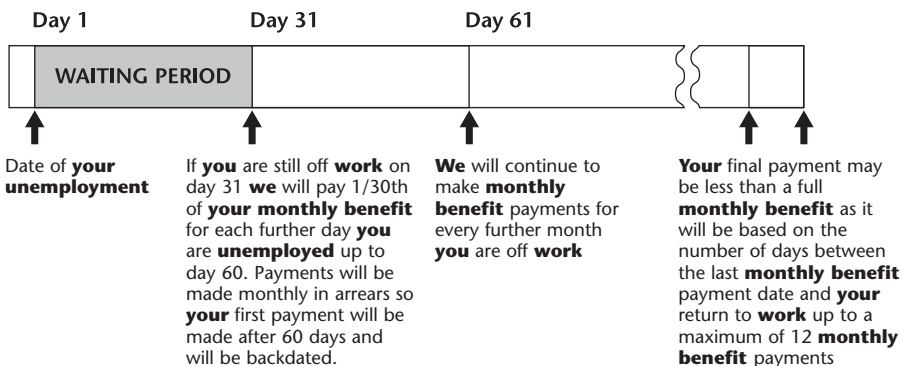 Day 1
Day 31
Day 61
WAITING PERIOD
Date of your
unemployment
If you are still off work on
day 31 we will pay 1/30th
of your monthly benefit
for each further day you
are unemployed up to
day 60. Payments will be
made monthly in arrears so
your first payment will be
made after 60 days and
will be backdated.
We will continue to
make monthly
benefit payments for
every further month
you are off work
Your final payment may
be less than a full
monthly benefit as it
will be based on the
number of days between
the last monthly benefit
payment date and your
return to work up to a
maximum of 12 monthly
benefit payments